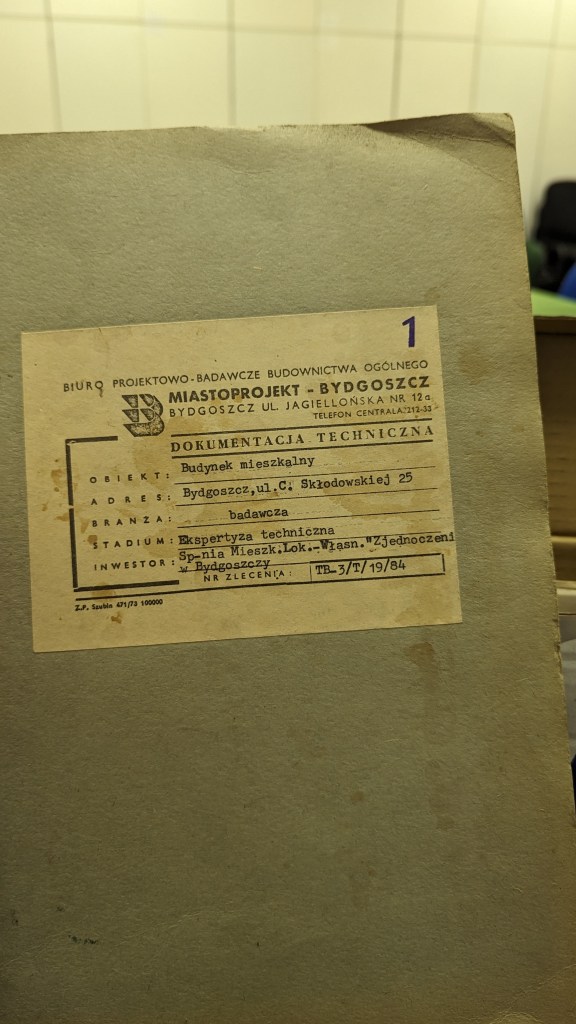 1
BIURO PROJEKTOWO-BADAWCZE BUDOWNICTWA OGÓLNEGO
MIASTOPROJEKT - BYDGOSZCZ
BYDGOSZCZ UL. JAGIELLOŃSKA NR 12a
TELEFON CENTRALA: 212-33
DOKUMENTACJA TECHNICZNA
OBIEKT: Budynek mieszkalny
ADRES: Bydgoszcz,ul.C. Skłodowskiej 25
BRANŻA: badawcza
STADIUM: Ekspertyza techniczna
INWESTOR: Sp-nia Mieszk.Lok.-Własn."Zjednoczeni
w Bydgoszczy
NR ZLECENIA: TB-3/T/19/84
Z.P. Szubin 471/73 100000